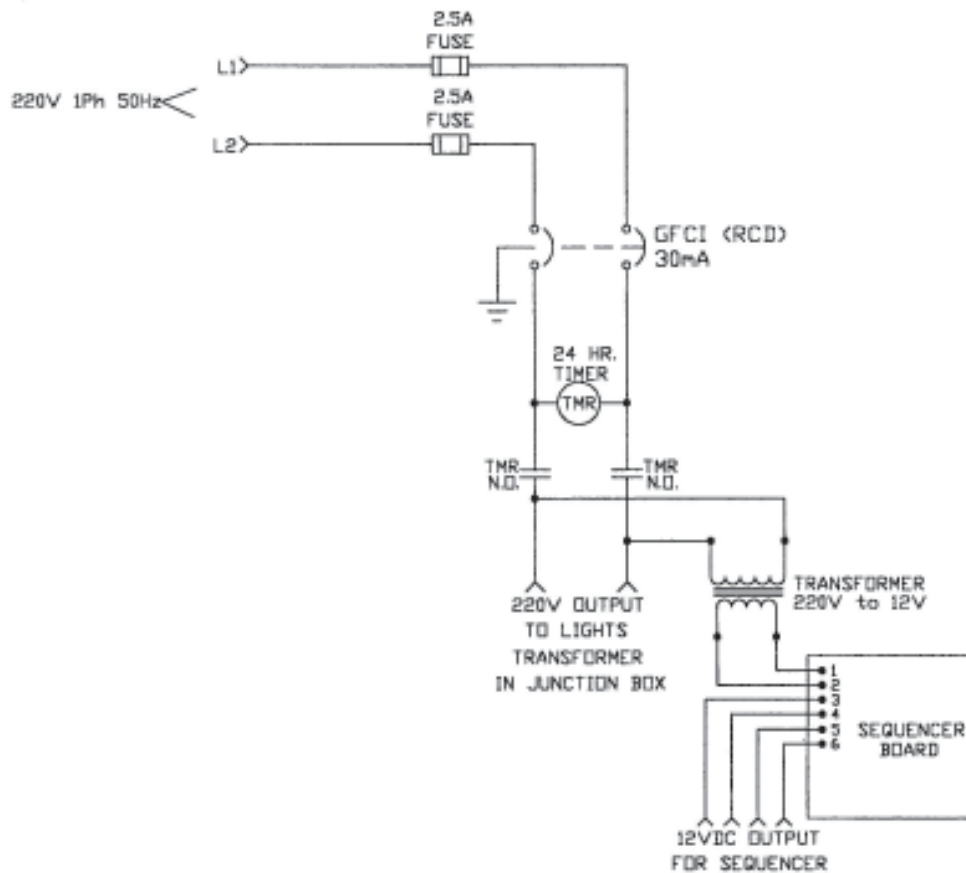 2.5A
FUSE
L1
220V 1Ph 50Hz
2.5A
FUSE
L2
GFCI (RCD)
30mA
24 HR.
TIMER
TMR
TMR
N.O.
TMR
N.O.
220V OUTPUT
TO LIGHTS
TRANSFORMER
IN JUNCTION BOX
TRANSFORMER
220V to 12V
1
2
3
4
5
6
SEQUENCER
BOARD
12VDC OUTPUT
FOR SEQUENCER